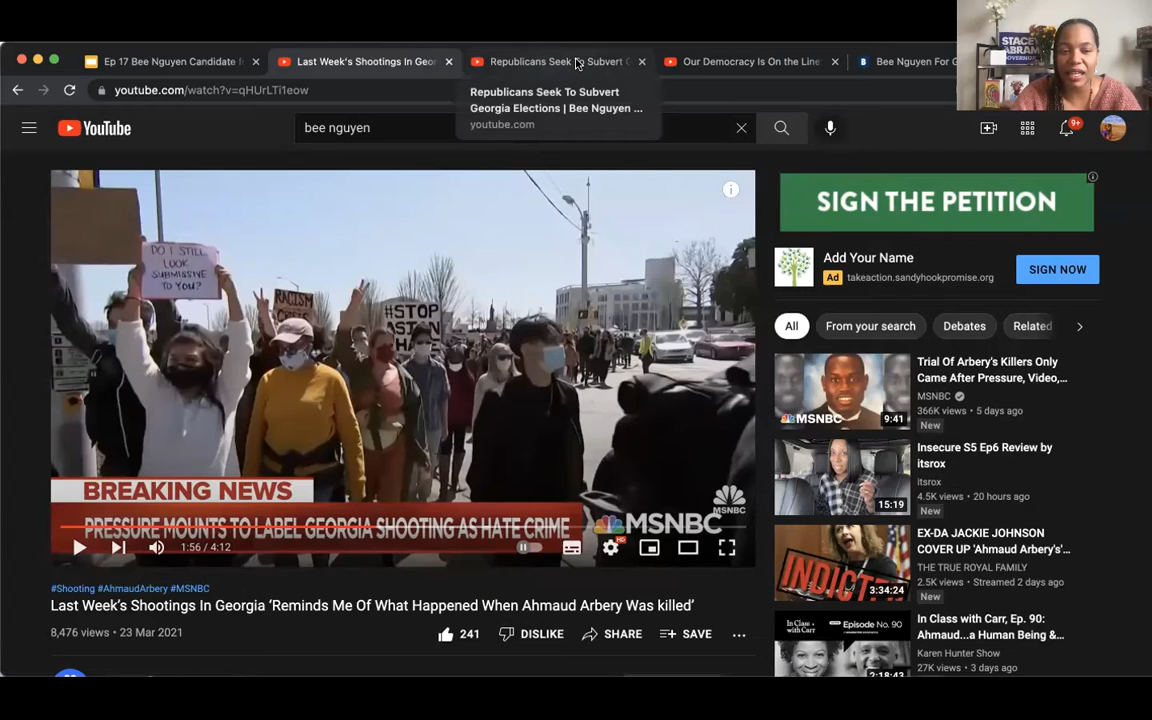 Ep 17 Bee Nguyen Candidate f
Last Week's Shootings In Geor
Republicans Seek To Subvert G
Our Democracy Is On the Line
Bee Nguyen For G
STACEY
ABRAMS
GOVERNOR
youtube.com/watch?v=qHUrLTi1eow
Republicans Seek To Subvert
Georgia Elections | Bee Nguyen ...
youtube.com
YouTube
bee nguyen
9+
DO I STILL
LOOK
SUBMISSIVE
TO YOU?
RACISM
#STOP
BREAKING NEWS
PRESSURE MOUNTS TO LABEL GEORGIA SHOOTING AS HATE CRIME
MSNBC
1:56 / 4:12
HD
#Shooting #AhmaudArbery #MSNBC
Last Week's Shootings In Georgia 'Reminds Me Of What Happened When Ahmaud Arbery Was killed'
8,476 views • 23 Mar 2021
241
DISLIKE
SHARE
SAVE
SIGN THE PETITION
Add Your Name
Ad takeaction.sandyhookpromise.org
SIGN NOW
All
From your search
Debates
Related
Trial Of Arbery's Killers Only
Came After Pressure, Video,...
MSNBC
366K views • 5 days ago
New
MSNBC
9:41
Insecure S5 Ep6 Review by
itsrox
itsrox
4.5K views • 20 hours ago
New
15:19
EX-DA JACKIE JOHNSON
COVER UP 'Ahmaud Arbery's'...
THE TRUE ROYAL FAMILY
2.5K views • Streamed 2 days ago
New
INDICTED
3:34:24
In Class with Carr, Ep. 90:
Ahmaud...a Human Being &...
Karen Hunter Show
27K views • 3 days ago
In Class with Carr
Episode No. 90
2:18:43